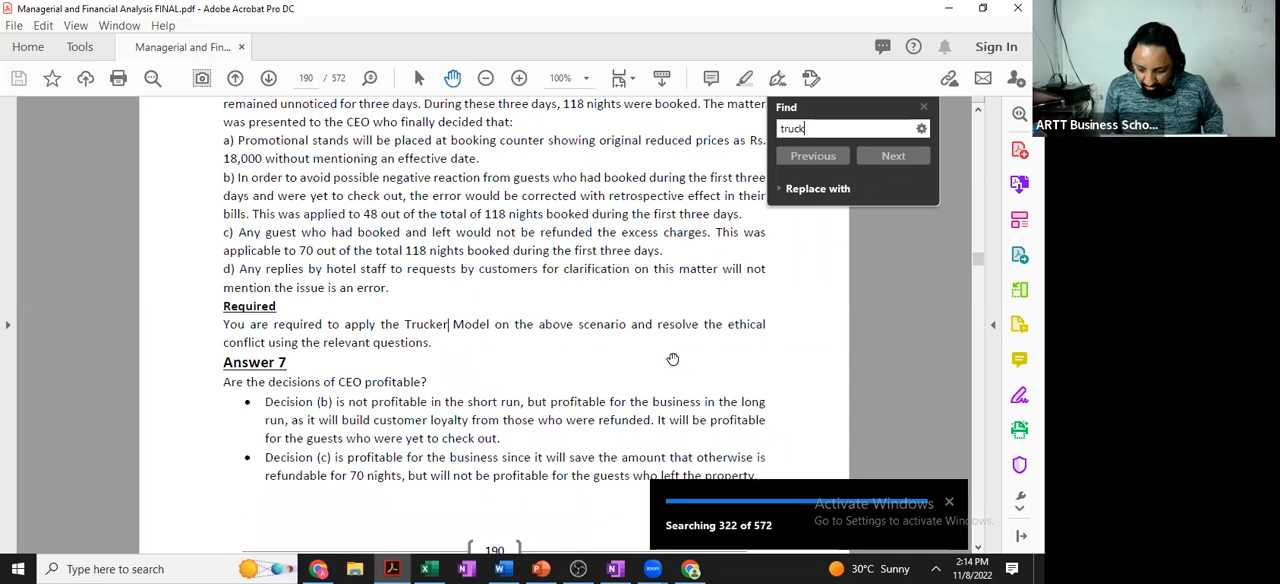 Managerial and Financial Analysis FINAL.pdf - Adobe Acrobat Pro DC
File Edit View Window Help
Home Tools Managerial and Fin... × Sign In
190 / 572 100%
remained unnoticed for three days. During these three days, 118 nights were booked. The matter
was presented to the CEO who finally decided that:
a) Promotional stands will be placed at booking counter showing original reduced prices as Rs.
18,000 without mentioning an effective date.
b) In order to avoid possible negative reaction from guests who had booked during the first three
days and were yet to check out, the error would be corrected with retrospective effect in their
bills. This was applied to 48 out of the total of 118 nights booked during the first three days.
c) Any guest who had booked and left would not be refunded the excess charges. This was
applicable to 70 out of the total 118 nights booked during the first three days.
d) Any replies by hotel staff to requests by customers for clarification on this matter will not
mention the issue is an error.
Required
You are required to apply the Trucker Model on the above scenario and resolve the ethical
conflict using the relevant questions.
Answer 7
Are the decisions of CEO profitable?
• Decision (b) is not profitable in the short run, but profitable for the business in the long
run, as it will build customer loyalty from those who were refunded. It will be profitable
for the guests who were yet to check out.
• Decision (c) is profitable for the business since it will save the amount that otherwise is
refundable for 70 nights, but will not be profitable for the guests who left the property.
190
Find
truck
Previous Next
Replace with
ARTT Business Scho...
Searching 322 of 572
Activate Windows
Go to Settings to activate Windows.
Type here to search
30°C Sunny
2:14 PM
11/8/2022